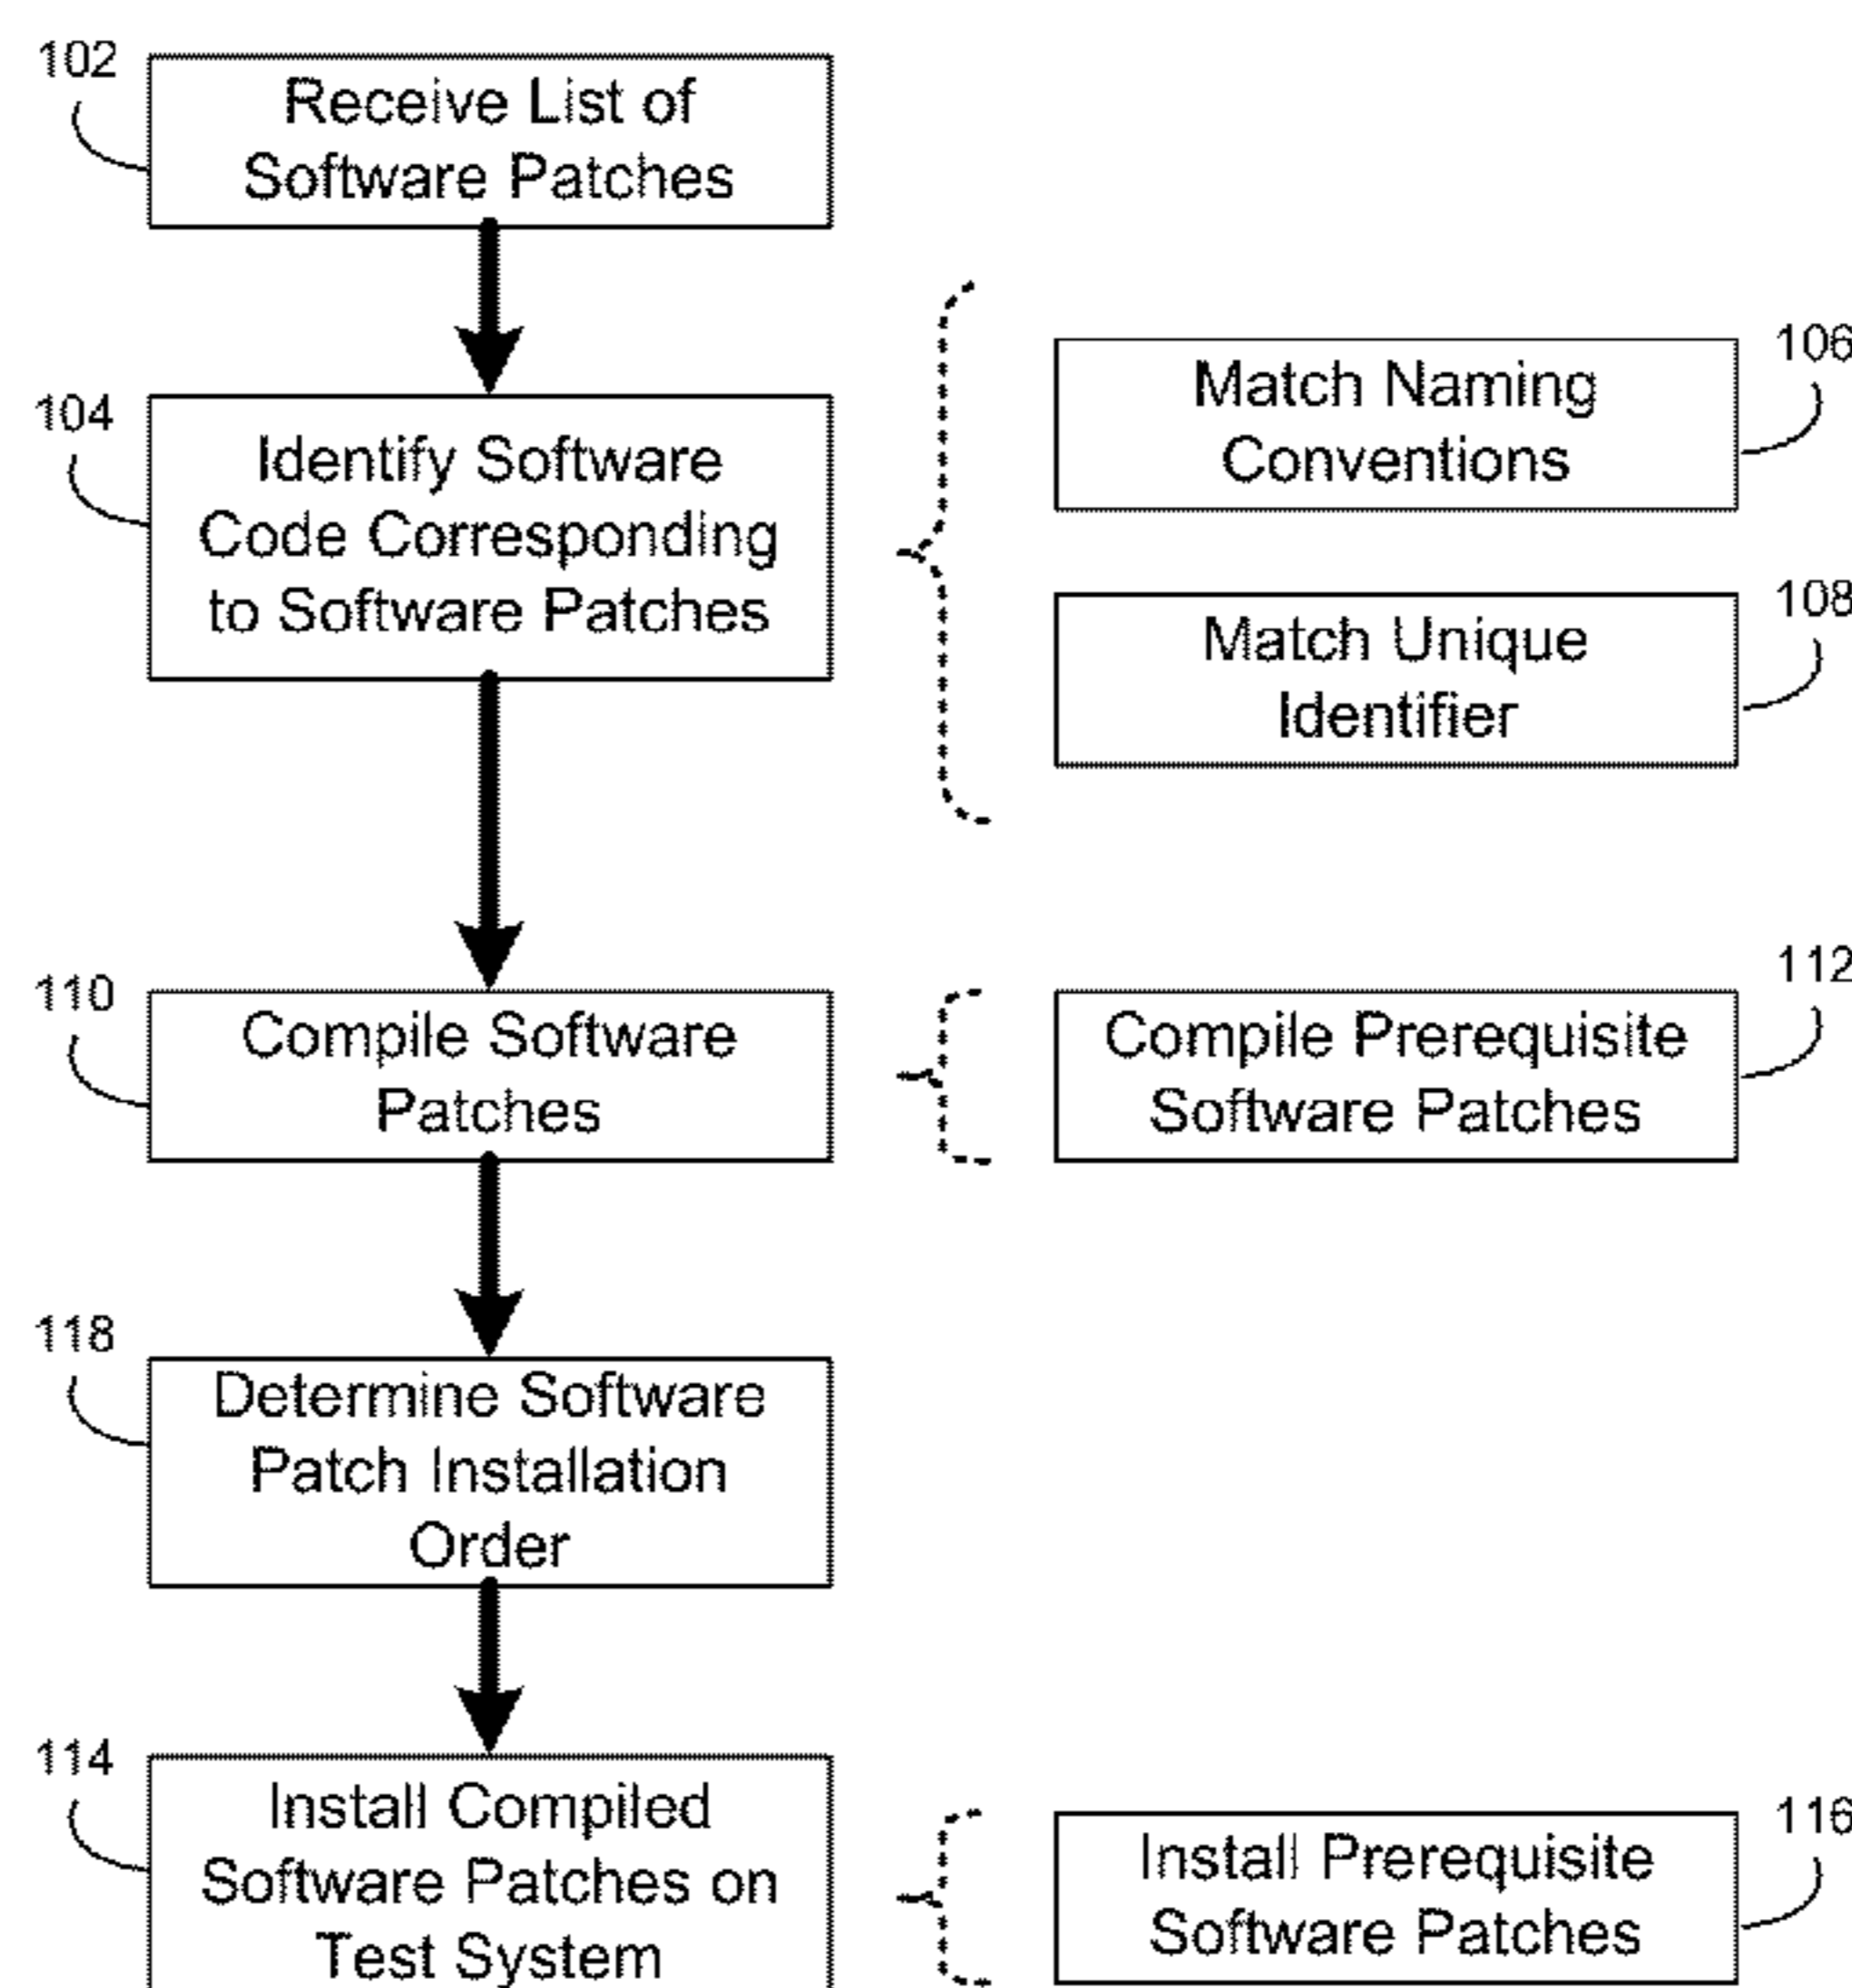 102
Receive List of
Software Patches
104
Identify Software
Code Corresponding
to Software Patches
106
Match Naming
Conventions
108
Match Unique
Identifier
110
Compile Software
Patches
112
Compile Prerequisite
Software Patches
118
Determine Software
Patch Installation
Order
114
Install Compiled
Software Patches on
Test System
116
Install Prerequisite
Software Patches